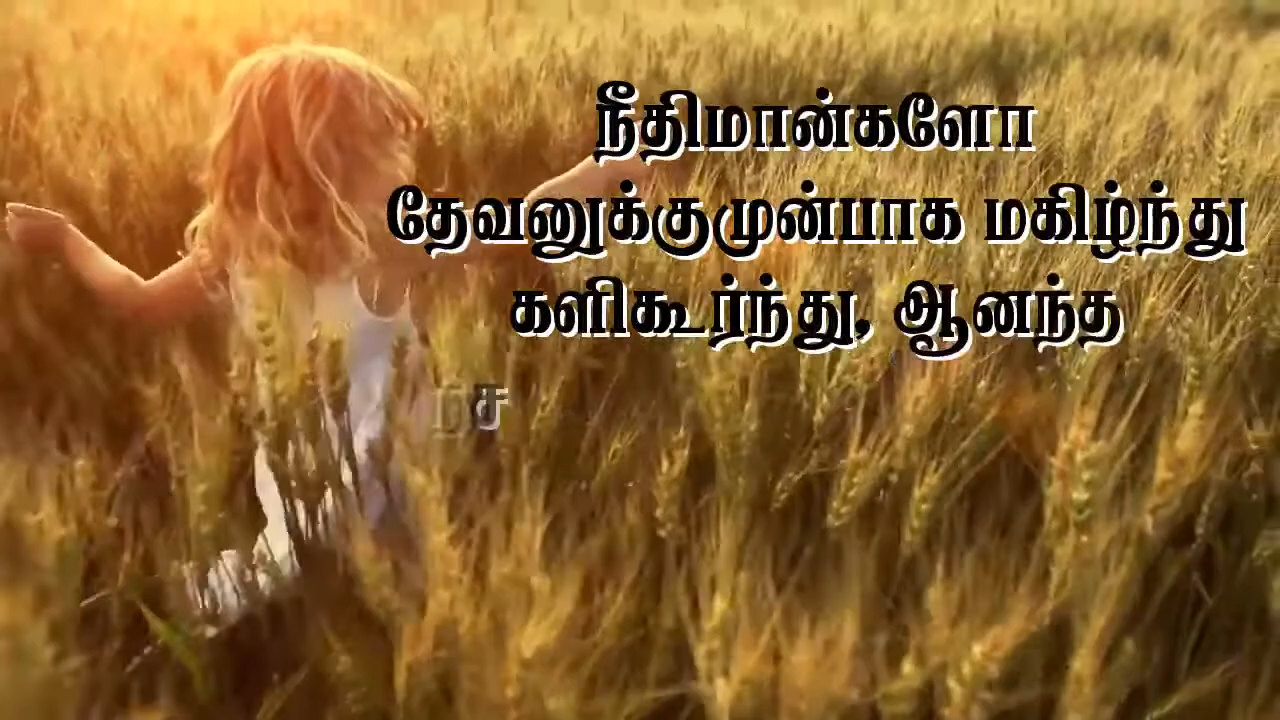 நீதிமான்களோ
தேவனுக்குமுன்பாக மகிழ்ந்து
களிகூர்ந்து, ஆனந்த